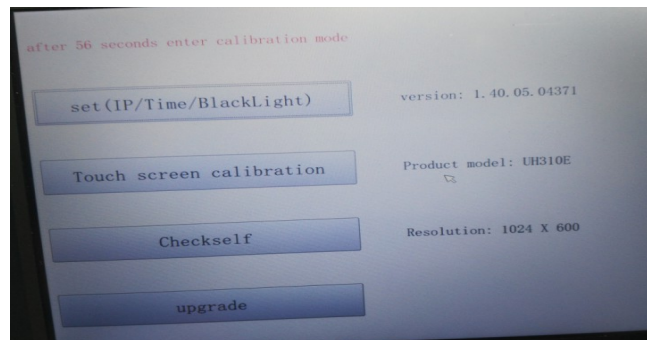 after 56 seconds enter calibration mode
set(IP/Time/BlackLight)
version: 1.40.05.04371
Touch screen calibration
Product model: UH310E
Checkself
Resolution: 1024 X 600
upgrade